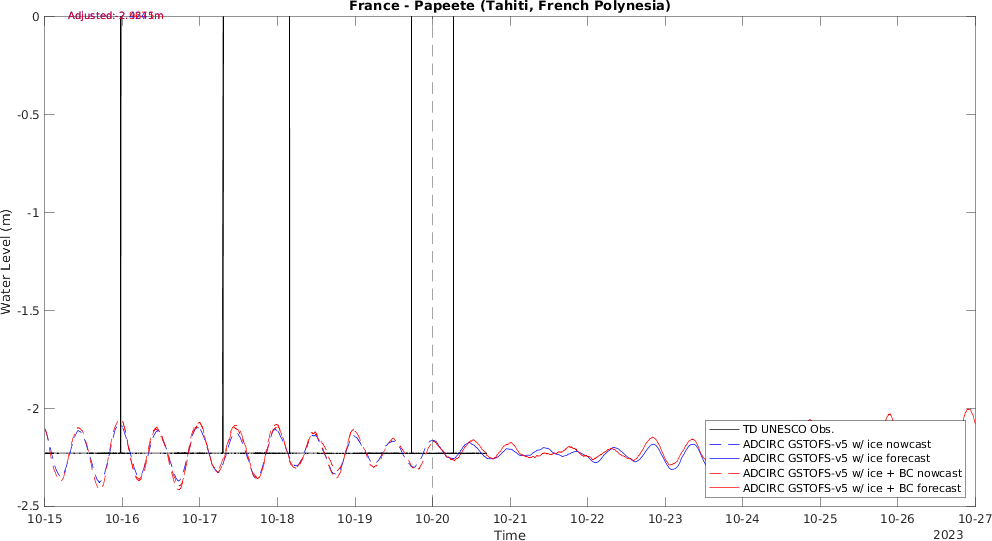 France - Papeete (Tahiti, French Polynesia)
0
-0.5
-1
-1.5
-2
-2.5
Water Level (m)
TD UNESCO Obs.
ADCIRC GSTOFS-v5 w/ ice nowcast
ADCIRC GSTOFS-v5 w/ ice forecast
ADCIRC GSTOFS-v5 w/ ice + BC nowcast
ADCIRC GSTOFS-v5 w/ ice + BC forecast
10-15 10-16 10-17 10-18 10-19 10-20 10-21 10-22 10-23 10-24 10-25 10-26 10-27
Time
2023
Adjusted: